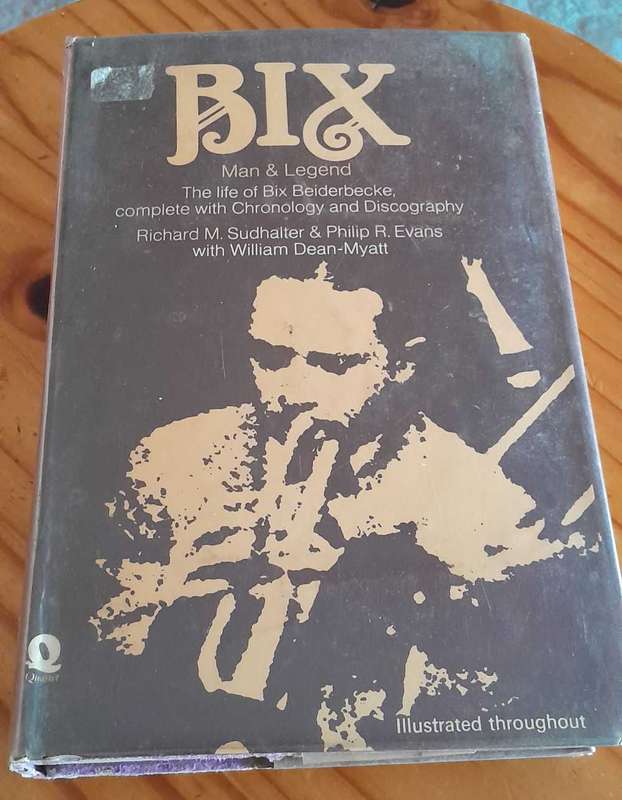 BIX
Man & Legend
The life of Bix Beiderbecke,
complete with Chronology and Discography
Richard M. Sudhalter & Philip R. Evans
with William Dean-Myatt
Q
Quartet
Illustrated throughout